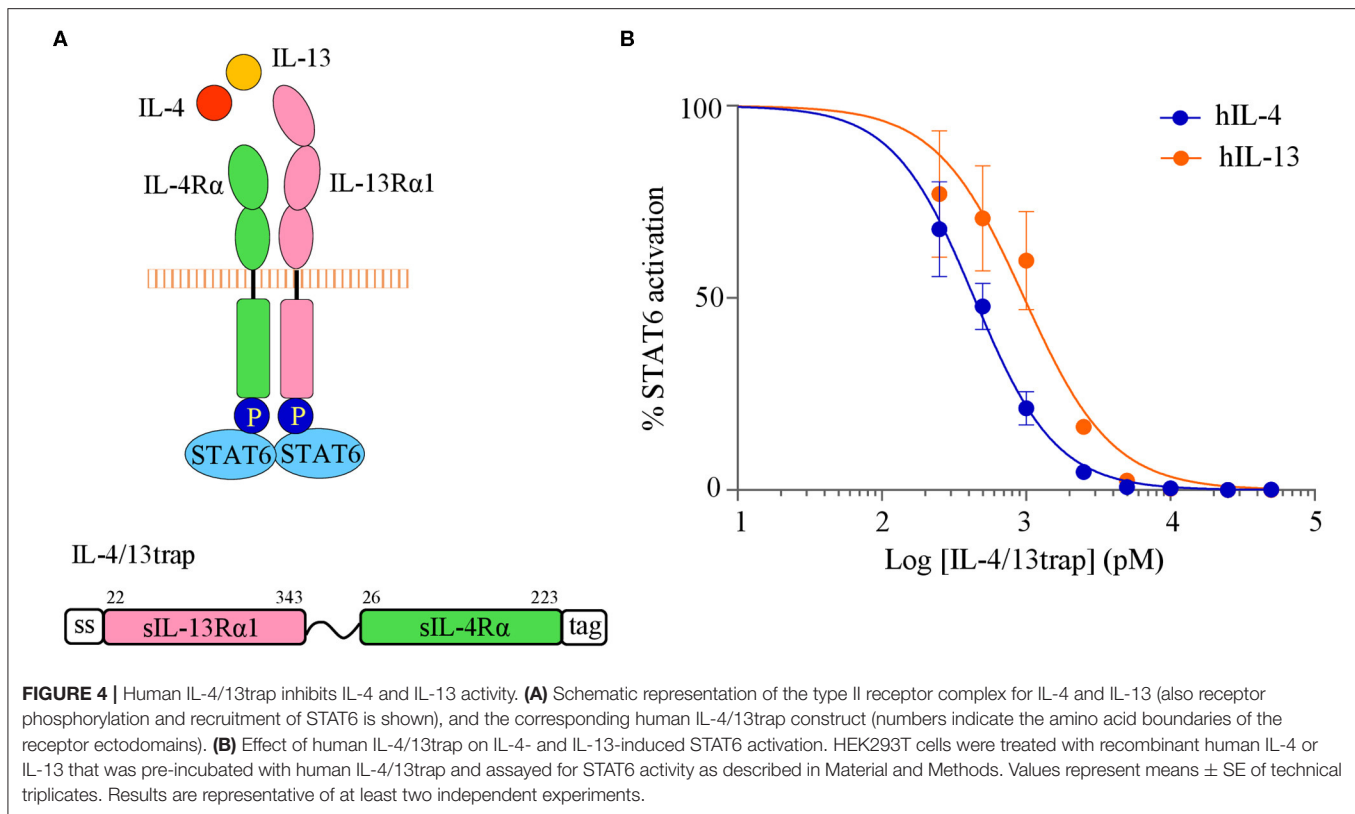 A
IL-13
IL-4
IL-4Rα
IL-13Rα1
P
P
STAT6
STAT6
IL-4/13trap
22
343
26
223
ss
sIL-13Rα1
sIL-4Rα
tag
B
100
50
0
% STAT6 activation
hIL-4
hIL-13
1
2
3
4
5
Log [IL-4/13trap] (pM)
FIGURE 4 | Human IL-4/13trap inhibits IL-4 and IL-13 activity. (A) Schematic representation of the type II receptor complex for IL-4 and IL-13 (also receptor
phosphorylation and recruitment of STAT6 is shown), and the corresponding human IL-4/13trap construct (numbers indicate the amino acid boundaries of the
receptor ectodomains). (B) Effect of human IL-4/13trap on IL-4- and IL-13-induced STAT6 activation. HEK293T cells were treated with recombinant human IL-4 or
IL-13 that was pre-incubated with human IL-4/13trap and assayed for STAT6 activity as described in Material and Methods. Values represent means ± SE of technical
triplicates. Results are representative of at least two independent experiments.